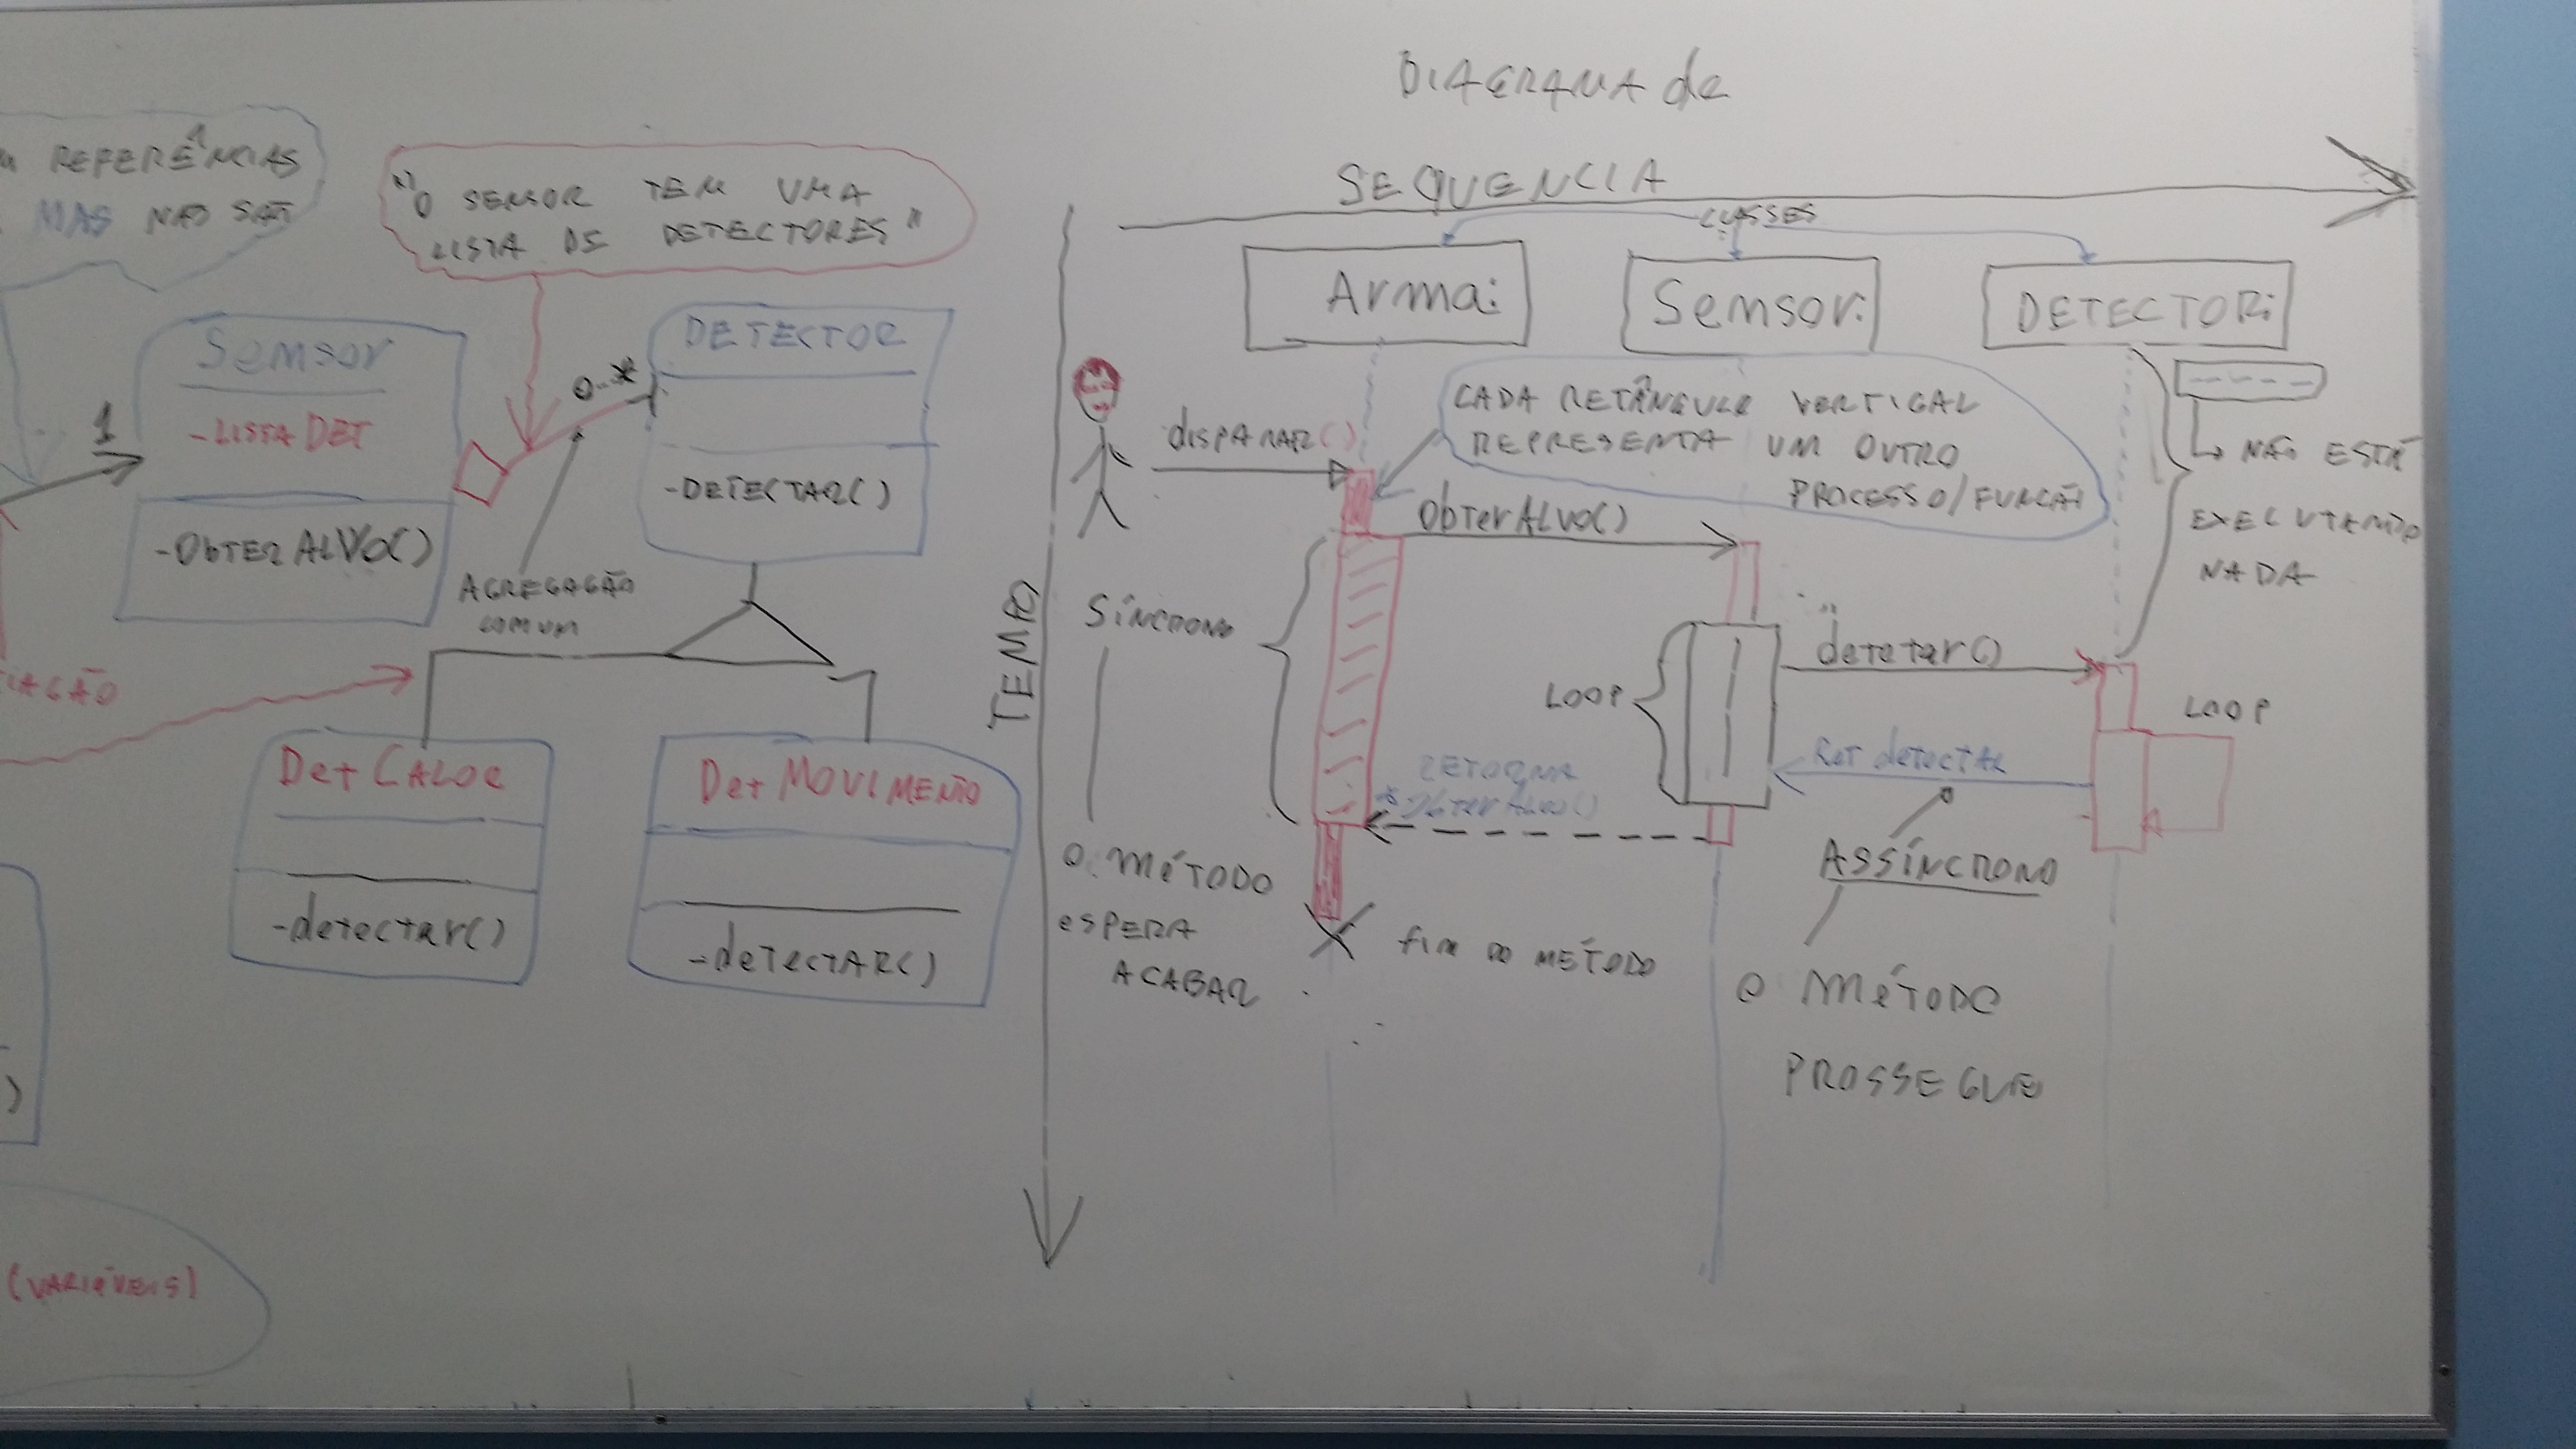 REFERÊNCIAS
MAS NÃO SÃO
"O SENSOR TEM UMA
LISTA DE DETECTORES"
1
Sensor
-LISTA DET
-ObTER ALVO()
0..*
AGREGAÇÃO
COMUM
DETECTOR
-DETECTAR()
Det CALOR
-detectar()
Det MOVIMENTO
-detectAR()
(VARIÁVEIS)
DIAGRAMA de
SEQUENCIA
CLASSES
TEMPO
Arma:
Sensor:
DETECTOR:
CADA RETÂNGULO VERTICAL
REPRESENTA UM OUTRO
PROCESSO/FUNÇÃO
NÃO ESTÁ
EXECUTANDO
NADA
disPARAR()
ObterALVO()
SÍNCRONO
O MÉTODO
esPERA
ACABAR
LOOP
detetar()
LOOP
Ret detectAR
RETORNA
ObterAlvo()
ASSÍNCRONO
O MÉTODO
PROSSEGUE
fim DO MÉTODO